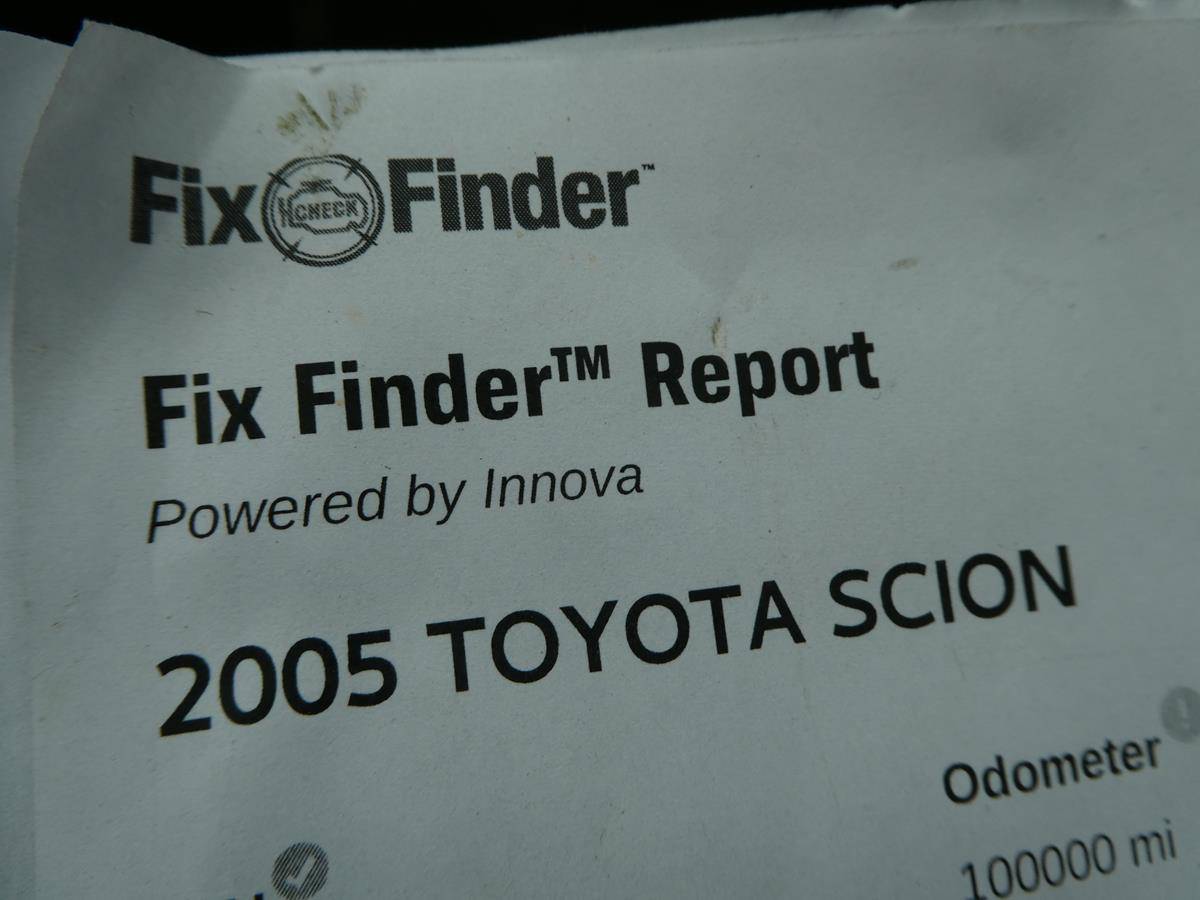 Fix CHECK Finder™
Fix Finder™ Report
Powered by Innova
2005 TOYOTA SCION
Odometer
100000 mi